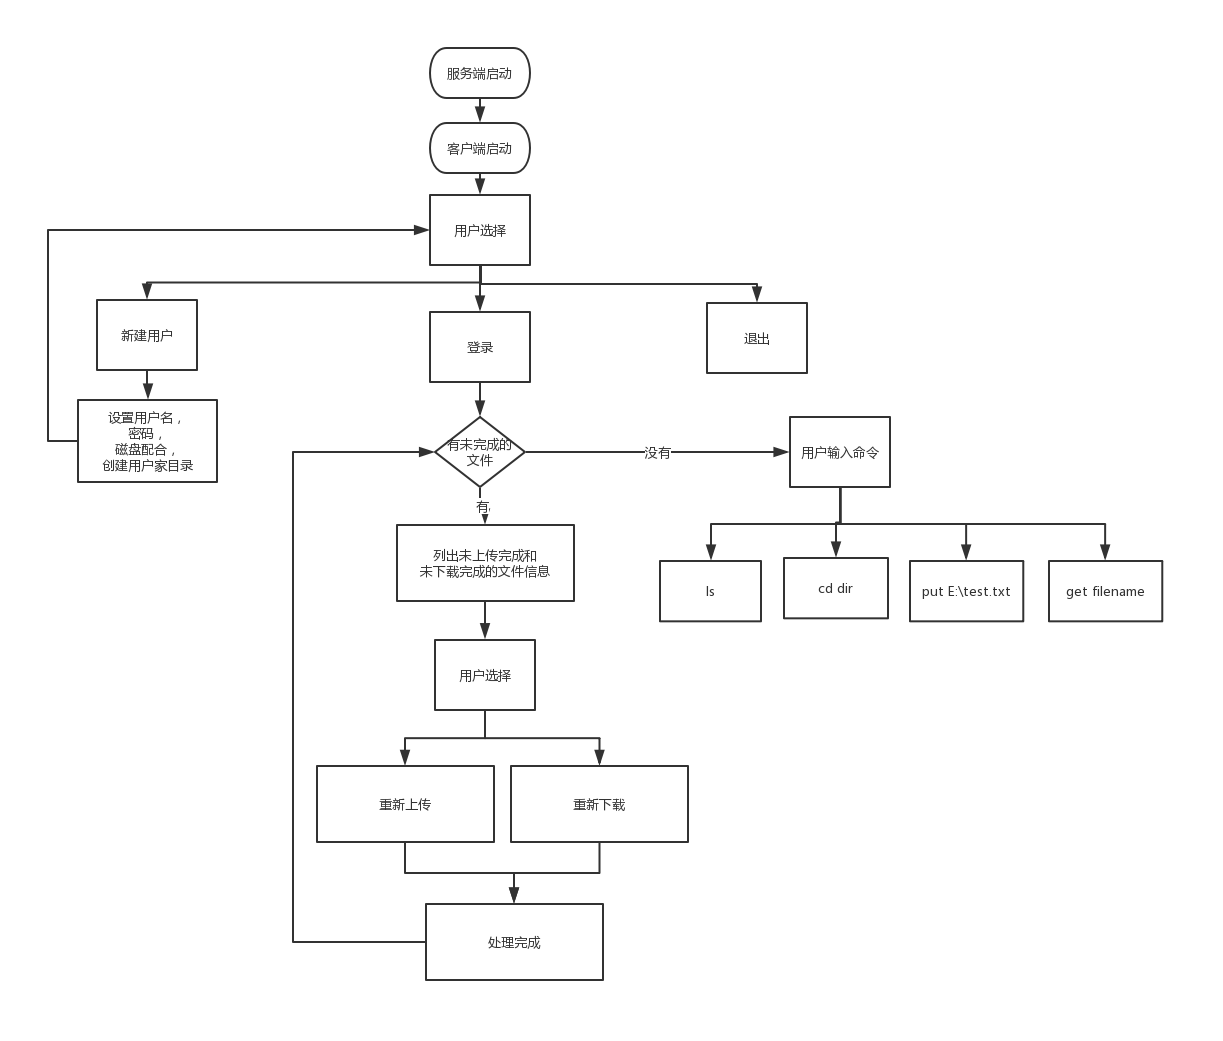 服务端启动
客户端启动
用户选择
新建用户
登录
退出
设置用户名，
密码，
磁盘配合，
创建用户家目录
有未完成的
文件
没有
用户输入命令
有,
列出未上传完成和
未下载完成的文件信息
ls
cd dir
put E:\test.txt
get filename
用户选择
重新上传
重新下载
处理完成